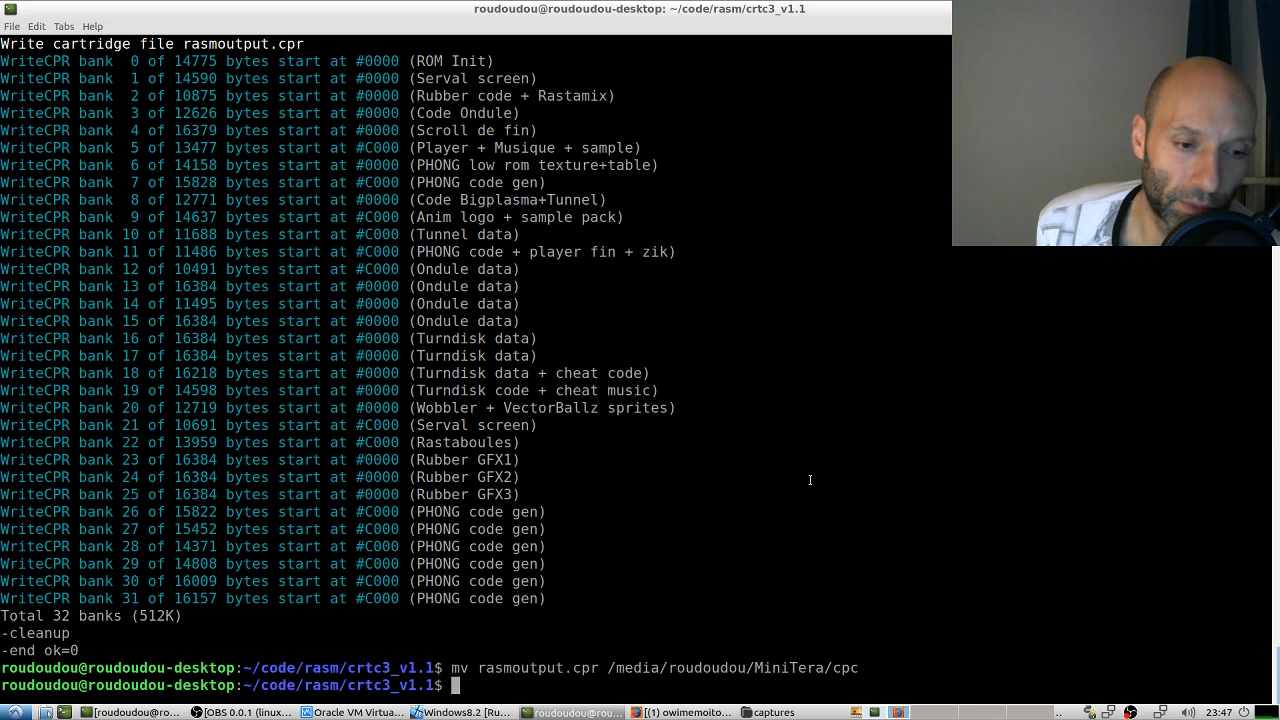 roudoudou@roudoudou-desktop: ~/code/rasm/crtc3_v1.1
File Edit Tabs Help
Write cartridge file rasmoutput.cpr
WriteCPR bank  0 of 14775 bytes start at #0000 (ROM Init)
WriteCPR bank  1 of 14590 bytes start at #0000 (Serval screen)
WriteCPR bank  2 of 10875 bytes start at #0000 (Rubber code + Rastamix)
WriteCPR bank  3 of 12626 bytes start at #0000 (Code Ondule)
WriteCPR bank  4 of 16379 bytes start at #0000 (Scroll de fin)
WriteCPR bank  5 of 13477 bytes start at #C000 (Player + Musique + sample)
WriteCPR bank  6 of 14158 bytes start at #0000 (PHONG low rom texture+table)
WriteCPR bank  7 of 15828 bytes start at #C000 (PHONG code gen)
WriteCPR bank  8 of 12771 bytes start at #0000 (Code Bigplasma+Tunnel)
WriteCPR bank  9 of 14637 bytes start at #C000 (Anim logo + sample pack)
WriteCPR bank 10 of 11688 bytes start at #0000 (Tunnel data)
WriteCPR bank 11 of 11486 bytes start at #C000 (PHONG code + player fin + zik)
WriteCPR bank 12 of 10491 bytes start at #0000 (Ondule data)
WriteCPR bank 13 of 16384 bytes start at #0000 (Ondule data)
WriteCPR bank 14 of 11495 bytes start at #0000 (Ondule data)
WriteCPR bank 15 of 16384 bytes start at #0000 (Ondule data)
WriteCPR bank 16 of 16384 bytes start at #0000 (Turndisk data)
WriteCPR bank 17 of 16384 bytes start at #0000 (Turndisk data)
WriteCPR bank 18 of 16218 bytes start at #0000 (Turndisk data + cheat code)
WriteCPR bank 19 of 14598 bytes start at #0000 (Turndisk code + cheat music)
WriteCPR bank 20 of 12719 bytes start at #0000 (Wobbler + VectorBallz sprites)
WriteCPR bank 21 of 10691 bytes start at #C000 (Serval screen)
WriteCPR bank 22 of 13959 bytes start at #C000 (Rastaboules)
WriteCPR bank 23 of 16384 bytes start at #0000 (Rubber GFX1)
WriteCPR bank 24 of 16384 bytes start at #0000 (Rubber GFX2)
WriteCPR bank 25 of 16384 bytes start at #0000 (Rubber GFX3)
WriteCPR bank 26 of 15822 bytes start at #C000 (PHONG code gen)
WriteCPR bank 27 of 15452 bytes start at #C000 (PHONG code gen)
WriteCPR bank 28 of 14371 bytes start at #C000 (PHONG code gen)
WriteCPR bank 29 of 14808 bytes start at #C000 (PHONG code gen)
WriteCPR bank 30 of 16009 bytes start at #C000 (PHONG code gen)
WriteCPR bank 31 of 16157 bytes start at #C000 (PHONG code gen)
Total 32 banks (512K)
-cleanup
-end ok=0
roudoudou@roudoudou-desktop:~/code/rasm/crtc3_v1.1$ mv rasmoutput.cpr /media/roudoudou/MiniTera/cpc
roudoudou@roudoudou-desktop:~/code/rasm/crtc3_v1.1$
[roudoudou@ro... [OBS 0.0.1 (linux... Oracle VM Virtua... Windows8.2 [Ru... roudoudou@rou... [(1) owimemoito... captures .. 23:47